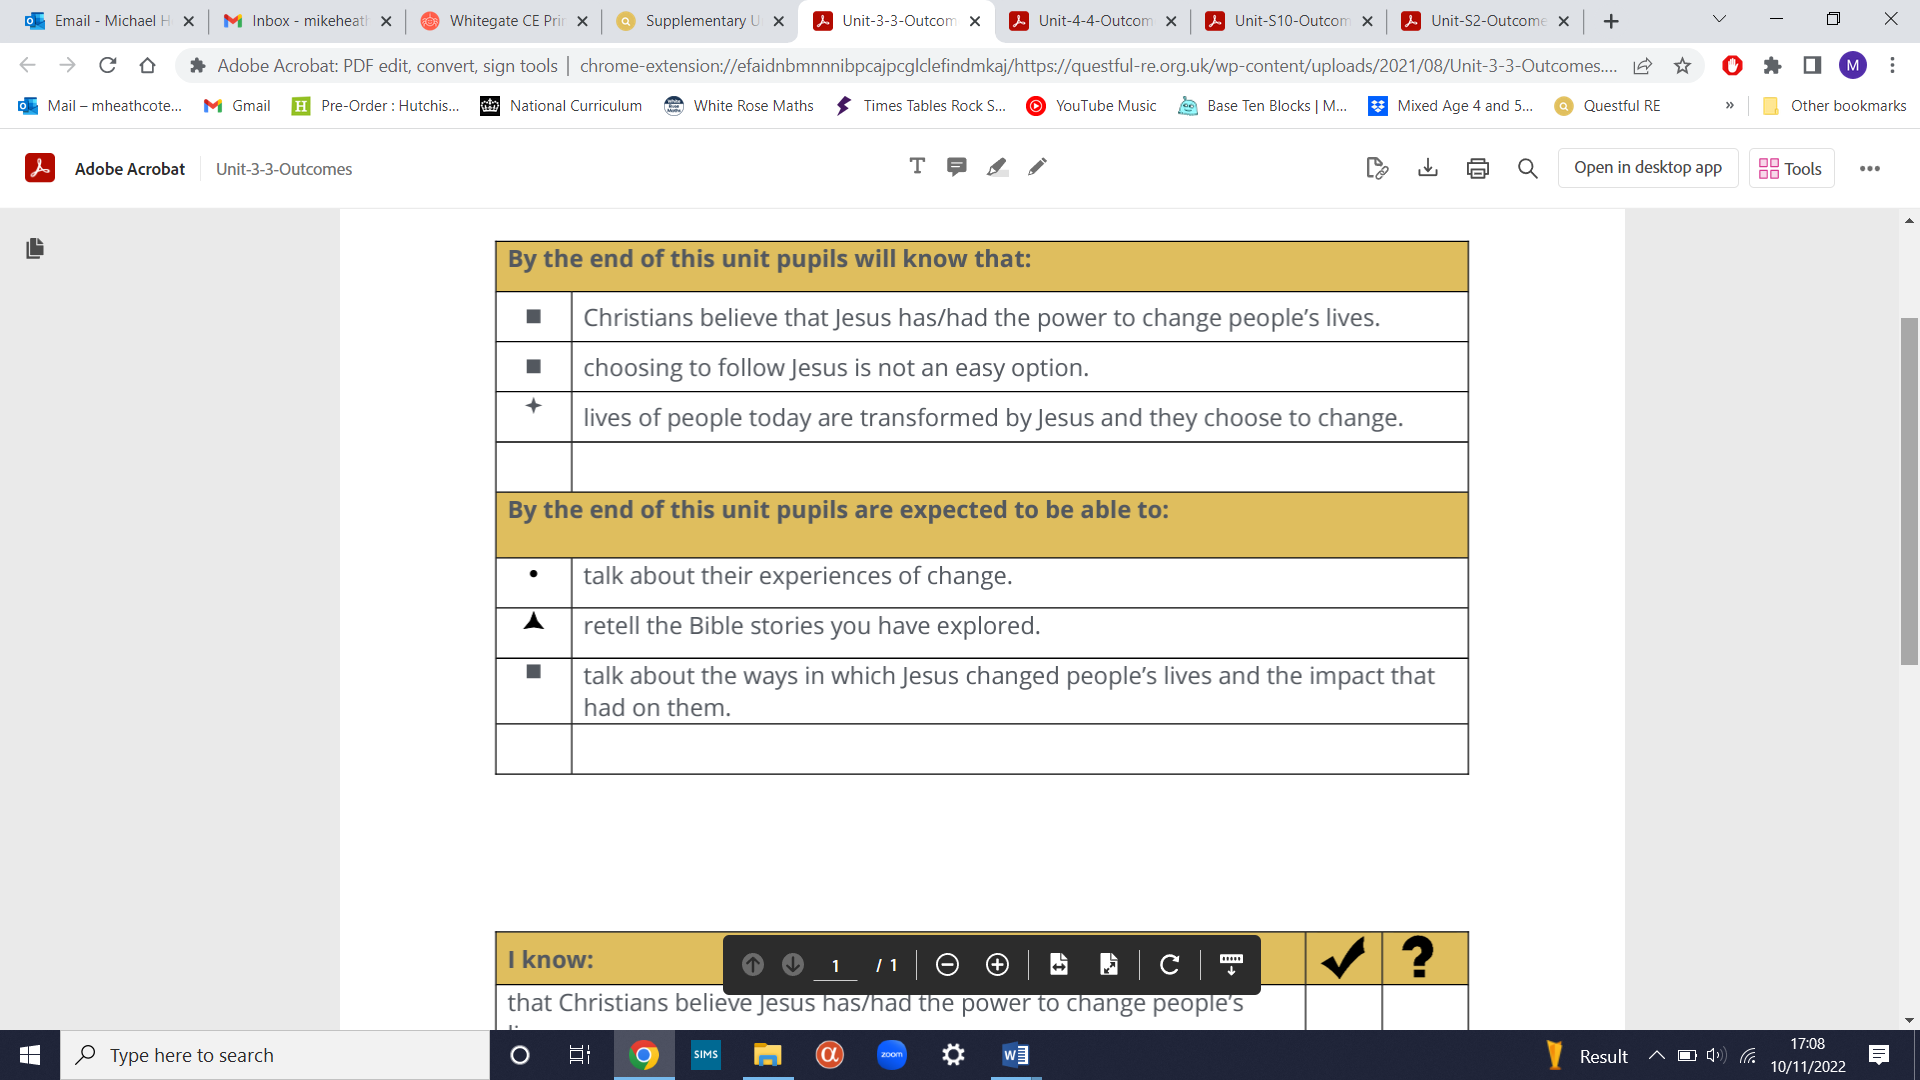 Email - Michael H
Inbox - mikeheath
Whitegate CE Prim
Supplementary U
Unit-3-3-Outcom
Unit-4-4-Outcom
Unit-S10-Outcom
Unit-S2-Outcome
Adobe Acrobat: PDF edit, convert, sign tools | chrome-extension://efaidnbmnnnibpcajpcglclefindmkaj/https://questful-re.org.uk/wp-content/uploads/2021/08/Unit-3-3-Outcomes....
M
Mail – mheathcote...
Gmail
Pre-Order : Hutchis...
National Curriculum
White Rose Maths
Times Tables Rock S...
YouTube Music
Base Ten Blocks | M...
Mixed Age 4 and 5...
Questful RE
»
Other bookmarks
Adobe Acrobat
Unit-3-3-Outcomes
Open in desktop app
Tools
By the end of this unit pupils will know that:
Christians believe that Jesus has/had the power to change people's lives.
choosing to follow Jesus is not an easy option.
lives of people today are transformed by Jesus and they choose to change.
By the end of this unit pupils are expected to be able to:
talk about their experiences of change.
retell the Bible stories you have explored.
talk about the ways in which Jesus changed people's lives and the impact that
had on them.
I know:
?
1 / 1
that Christians believe Jesus has/had the power to change people's
Type here to search
SIMS
zoom
Result
17:08
10/11/2022